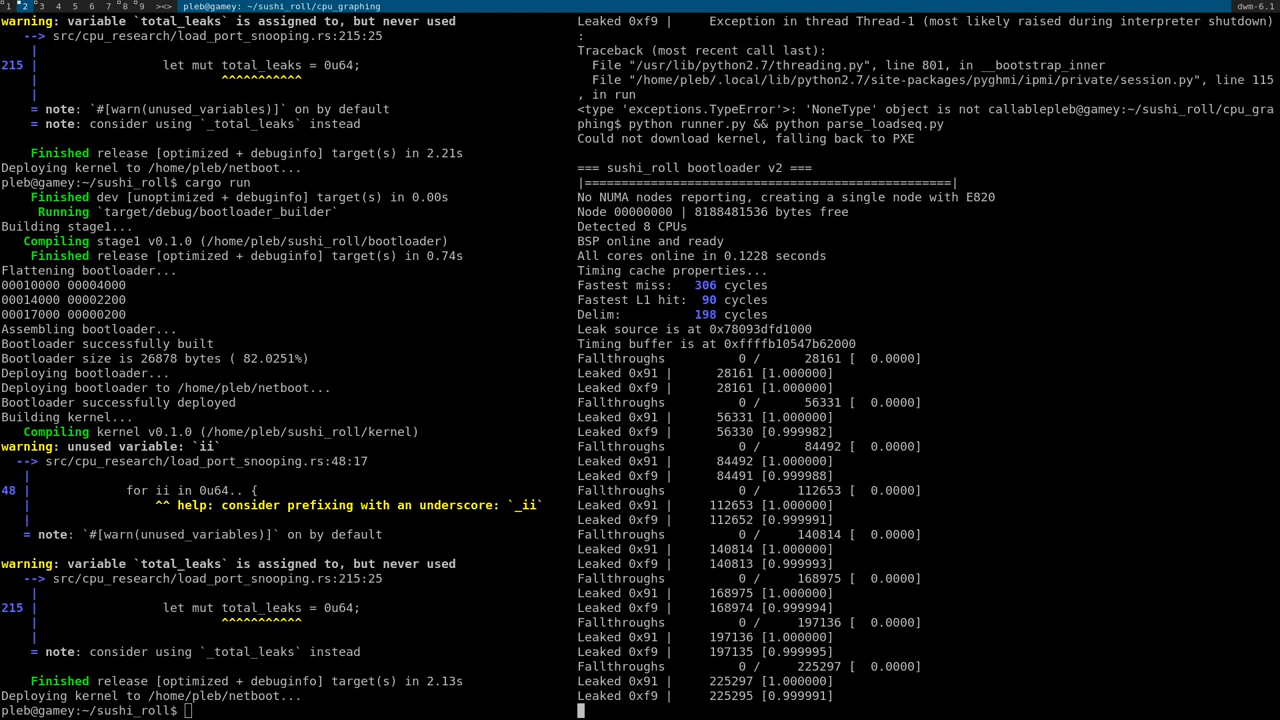 1 2 3 4 5 6 7 8 9 ><> pleb@gamey: ~/sushi_roll/cpu_graphing dwm-6.1
warning: variable `total_leaks` is assigned to, but never used
--> src/cpu_research/load_port_snooping.rs:215:25
|
215 | let mut total_leaks = 0u64;
| ^^^^^^^^^^^
|
= note: `#[warn(unused_variables)]` on by default
= note: consider using `_total_leaks` instead
Finished release [optimized + debuginfo] target(s) in 2.21s
Deploying kernel to /home/pleb/netboot...
pleb@gamey:~/sushi_roll$ cargo run
Finished dev [unoptimized + debuginfo] target(s) in 0.00s
Running `target/debug/bootloader_builder`
Building stage1...
Compiling stage1 v0.1.0 (/home/pleb/sushi_roll/bootloader)
Finished release [optimized + debuginfo] target(s) in 0.74s
Flattening bootloader...
00010000 00004000
00014000 00002200
00017000 00000200
Assembling bootloader...
Bootloader successfully built
Bootloader size is 26878 bytes ( 82.0251%)
Deploying bootloader...
Deploying bootloader to /home/pleb/netboot...
Bootloader successfully deployed
Building kernel...
Compiling kernel v0.1.0 (/home/pleb/sushi_roll/kernel)
warning: unused variable: `ii`
--> src/cpu_research/load_port_snooping.rs:48:17
|
48 | for ii in 0u64.. {
| ^^ help: consider prefixing with an underscore: `_ii`
|
= note: `#[warn(unused_variables)]` on by default
warning: variable `total_leaks` is assigned to, but never used
--> src/cpu_research/load_port_snooping.rs:215:25
|
215 | let mut total_leaks = 0u64;
| ^^^^^^^^^^^
|
= note: consider using `_total_leaks` instead
Finished release [optimized + debuginfo] target(s) in 2.13s
Deploying kernel to /home/pleb/netboot...
pleb@gamey:~/sushi_roll$
Leaked 0xf9 | Exception in thread Thread-1 (most likely raised during interpreter shutdown)
:
Traceback (most recent call last):
File "/usr/lib/python2.7/threading.py", line 801, in __bootstrap_inner
File "/home/pleb/.local/lib/python2.7/site-packages/pyghmi/ipmi/private/session.py", line 115
, in run
<type 'exceptions.TypeError'>: 'NoneType' object is not callablepleb@gamey:~/sushi_roll/cpu_gra
phing$ python runner.py && python parse_loadseq.py
Could not download kernel, falling back to PXE
=== sushi_roll bootloader v2 ===
|==================================================|
No NUMA nodes reporting, creating a single node with E820
Node 00000000 | 8188481536 bytes free
Detected 8 CPUs
BSP online and ready
All cores online in 0.1228 seconds
Timing cache properties...
Fastest miss: 306 cycles
Fastest L1 hit: 90 cycles
Delim: 198 cycles
Leak source is at 0x78093dfd1000
Timing buffer is at 0xffffb10547b62000
Fallthroughs 0 / 28161 [ 0.0000]
Leaked 0x91 | 28161 [1.000000]
Leaked 0xf9 | 28161 [1.000000]
Fallthroughs 0 / 56331 [ 0.0000]
Leaked 0x91 | 56331 [1.000000]
Leaked 0xf9 | 56330 [0.999982]
Fallthroughs 0 / 84492 [ 0.0000]
Leaked 0x91 | 84492 [1.000000]
Leaked 0xf9 | 84491 [0.999988]
Fallthroughs 0 / 112653 [ 0.0000]
Leaked 0x91 | 112653 [1.000000]
Leaked 0xf9 | 112652 [0.999991]
Fallthroughs 0 / 140814 [ 0.0000]
Leaked 0x91 | 140814 [1.000000]
Leaked 0xf9 | 140813 [0.999993]
Fallthroughs 0 / 168975 [ 0.0000]
Leaked 0x91 | 168975 [1.000000]
Leaked 0xf9 | 168974 [0.999994]
Fallthroughs 0 / 197136 [ 0.0000]
Leaked 0x91 | 197136 [1.000000]
Leaked 0xf9 | 197135 [0.999995]
Fallthroughs 0 / 225297 [ 0.0000]
Leaked 0x91 | 225297 [1.000000]
Leaked 0xf9 | 225295 [0.999991]